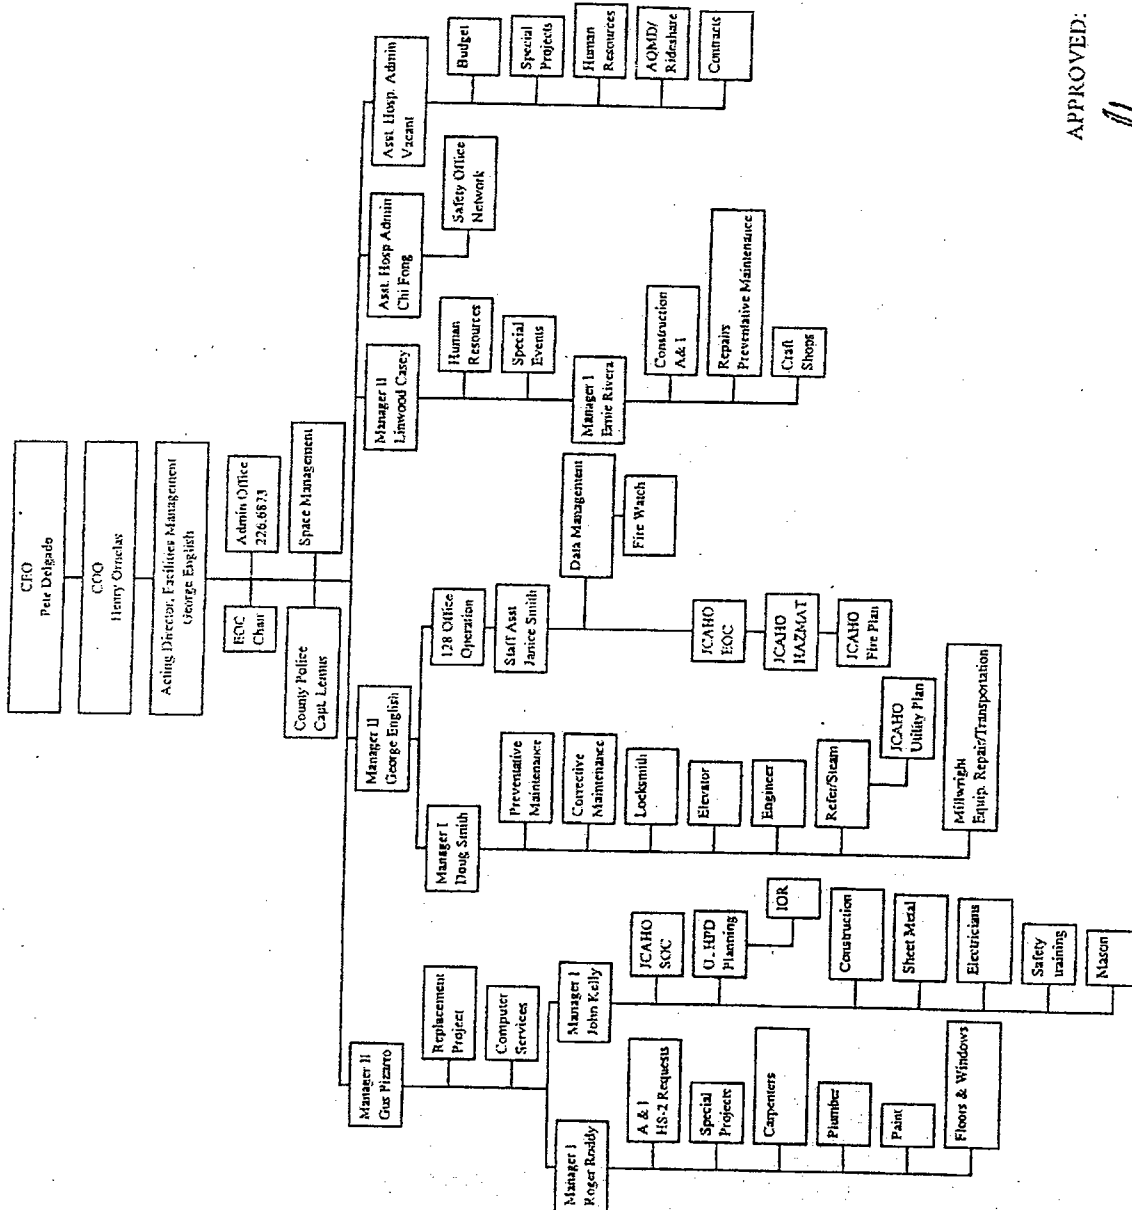 CEO
Pete Delgado
COO
Henry Ornelas
Acting Director, Facilities Management
George English
EOC
Chair
Admin Office
226.6873
County Police
Capt. Lemus
Space Management
Manager II
Gus Pizarro
Replacement
Project
Computer
Services
Manager I
Roger Roddy
A & I
HS-2 Requests
Special
Projects
Carpenters
Plumber
Paint
Floors & Windows
Manager I
John Kelly
JCAHO
SOC
Planning
IOR
Construction
Sheet Metal
Electricians
Safety
training
Mason
Manager II
George English
Manager I
Doug Smith
Preventative
Maintenance
Corrective
Maintenance
Locksmith
Elevator
Engineer
Refer/Steam
JCAHO
Utility Plan
Millwright
Equip. Repair/Transportation
128 Office
Operation
Staff Asst
Janice Smith
Data Management
Fire Watch
JCAHO
EOC
JCAHO
HAZMAT
JCAHO
Fire Plan
Manager II
Linwood Casey
Human
Resources
Special
Events
Manager I
Ernie Rivera
Construction
A& I
Repairs
Preventative Maintenance
Craft
Shops
Asst. Hosp Admin
Chi Fong
Safety Office
Network
Asst. Hosp. Admin
Vacant
Budget
Special
Projects
Human
Resources
AQMD/
Rideshare
Contracts
APPROVED: